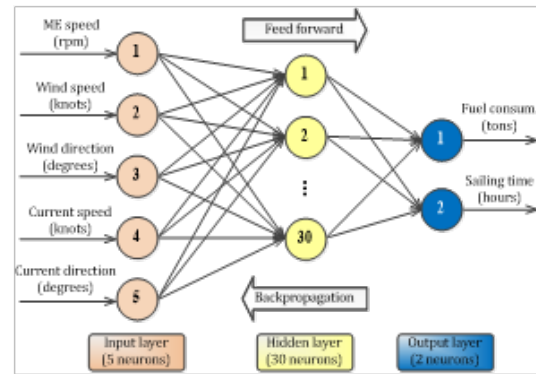 ME speed
(rpm)
Wind speed
(knots)
Wind direction
(degrees)
Current speed
(knots)
Current direction
(degrees)
1
2
3
4
5
Feed forward
1
2
⋮
30
Backpropagation
1
2
Fuel consum.
(tons)
Sailing time
(hours)
Input layer
(5 neurons)
Hidden layer
(30 neurons)
Output layer
(2 neurons)